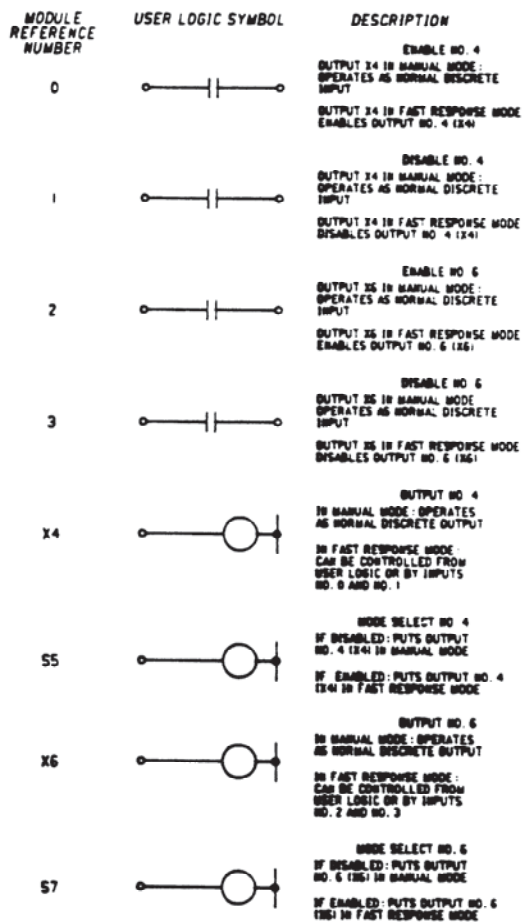 MODULE REFERENCE NUMBER
USER LOGIC SYMBOL
DESCRIPTION
0
ENABLE NO. 4
OUTPUT X4 IN MANUAL MODE:
OPERATES AS NORMAL DISCRETE
INPUT
OUTPUT X4 IN FAST RESPONSE MODE
ENABLES OUTPUT NO. 4 (X4)
1
DISABLE NO. 4
OUTPUT X4 IN MANUAL MODE:
OPERATES AS NORMAL DISCRETE
INPUT
OUTPUT X4 IN FAST RESPONSE MODE
DISABLES OUTPUT NO 4 (X4)
2
ENABLE NO 6
OUTPUT X6 IN MANUAL MODE:
OPERATES AS NORMAL DISCRETE
INPUT
OUTPUT X6 IN FAST RESPONSE MODE
ENABLES OUTPUT NO. 6 (X6)
3
DISABLE NO 6
OUTPUT X6 IN MANUAL MODE
OPERATES AS NORMAL DISCRETE
INPUT
OUTPUT X6 IN FAST RESPONSE MODE
DISABLES OUTPUT NO. 6 (X6)
X4
OUTPUT NO 4
IN MANUAL MODE: OPERATES
AS NORMAL DISCRETE OUTPUT
IN FAST RESPONSE MODE:
CAN BE CONTROLLED FROM
USER LOGIC OR BY INPUTS
NO. 0 AND NO. 1
S5
MODE SELECT NO 4
IF DISABLED: PUTS OUTPUT
NO. 4 (X4) IN MANUAL MODE
IF ENABLED: PUTS OUTPUT NO. 4
(X4) IN FAST RESPONSE MODE
X6
OUTPUT NO. 6
IN MANUAL MODE: OPERATES
AS NORMAL DISCRETE OUTPUT
IN FAST RESPONSE MODE:
CAN BE CONTROLLED FROM
USER LOGIC OR BY INPUTS
NO. 2 AND NO. 3
S7
MODE SELECT NO. 6
IF DISABLED: PUTS OUTPUT
NO. 6 (X6) IN MANUAL MODE
IF ENABLED: PUTS OUTPUT NO. 6
(X6) IN FAST RESPONSE MODE